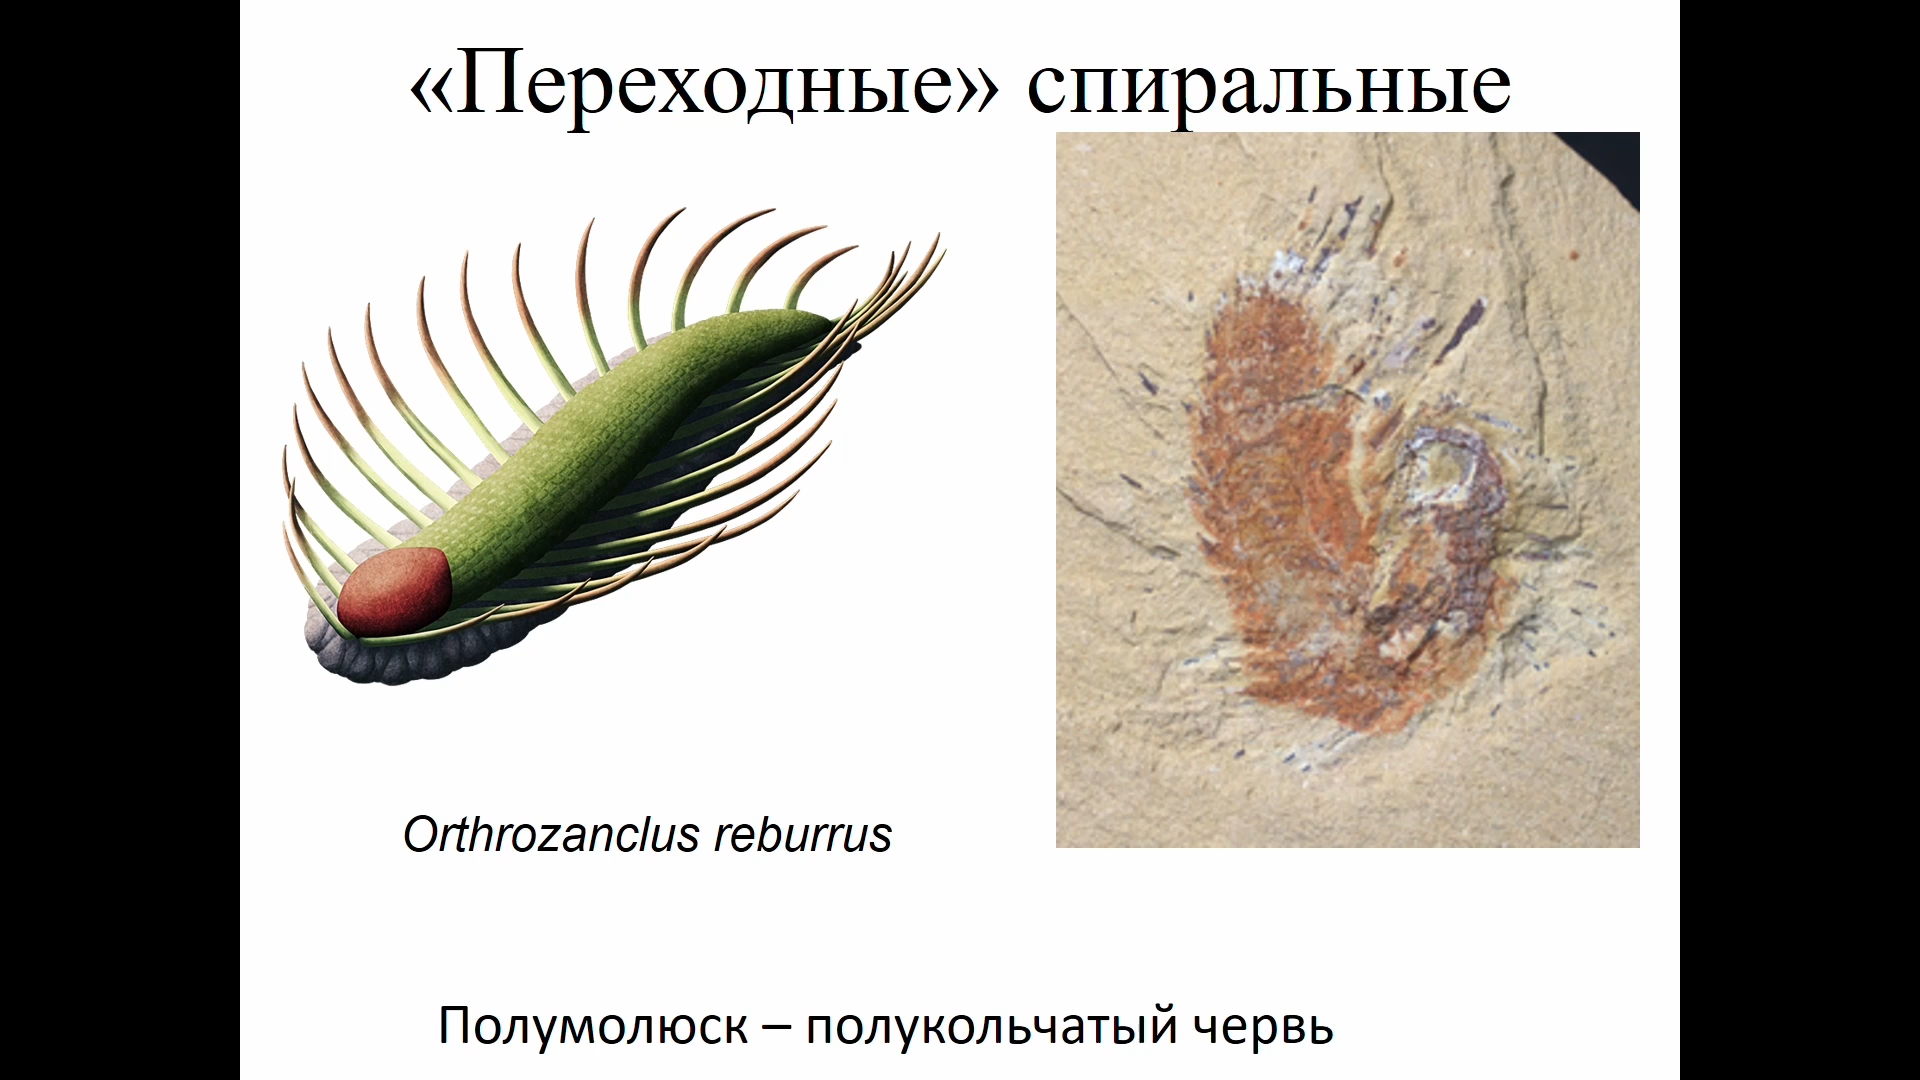 «Переходные» спиральные
Orthrozanclus reburrus
Полумолюск – полукольчатый червь